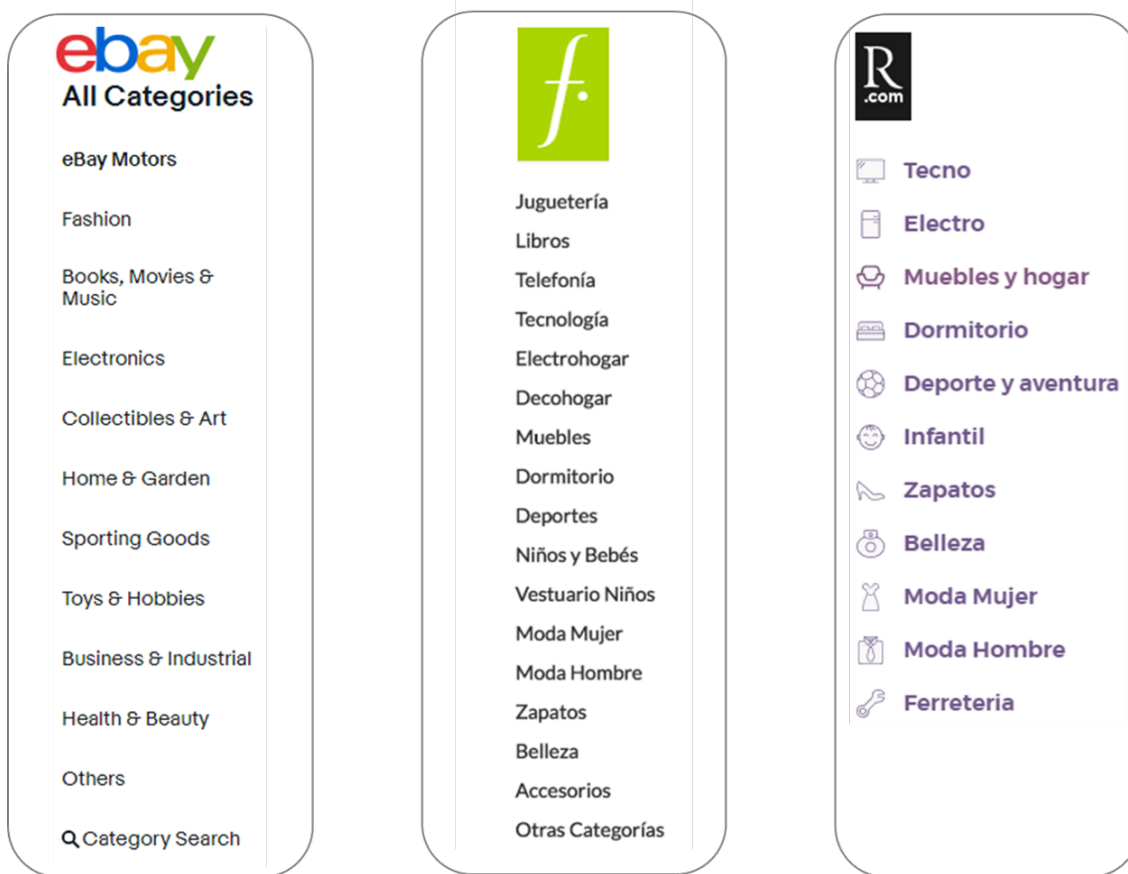 ebay
All Categories
eBay Motors
Fashion
Books, Movies &
Music
Electronics
Collectibles & Art
Home & Garden
Sporting Goods
Toys & Hobbies
Business & Industrial
Health & Beauty
Others
Category Search
f.
Juguetería
Libros
Telefonía
Tecnología
Electrohogar
Decohogar
Muebles
Dormitorio
Deportes
Niños y Bebés
Vestuario Niños
Moda Mujer
Moda Hombre
Zapatos
Belleza
Accesorios
Otras Categorías
R
.com
Tecno
Electro
Muebles y hogar
Dormitorio
Deporte y aventura
Infantil
Zapatos
Belleza
Moda Mujer
Moda Hombre
Ferreteria